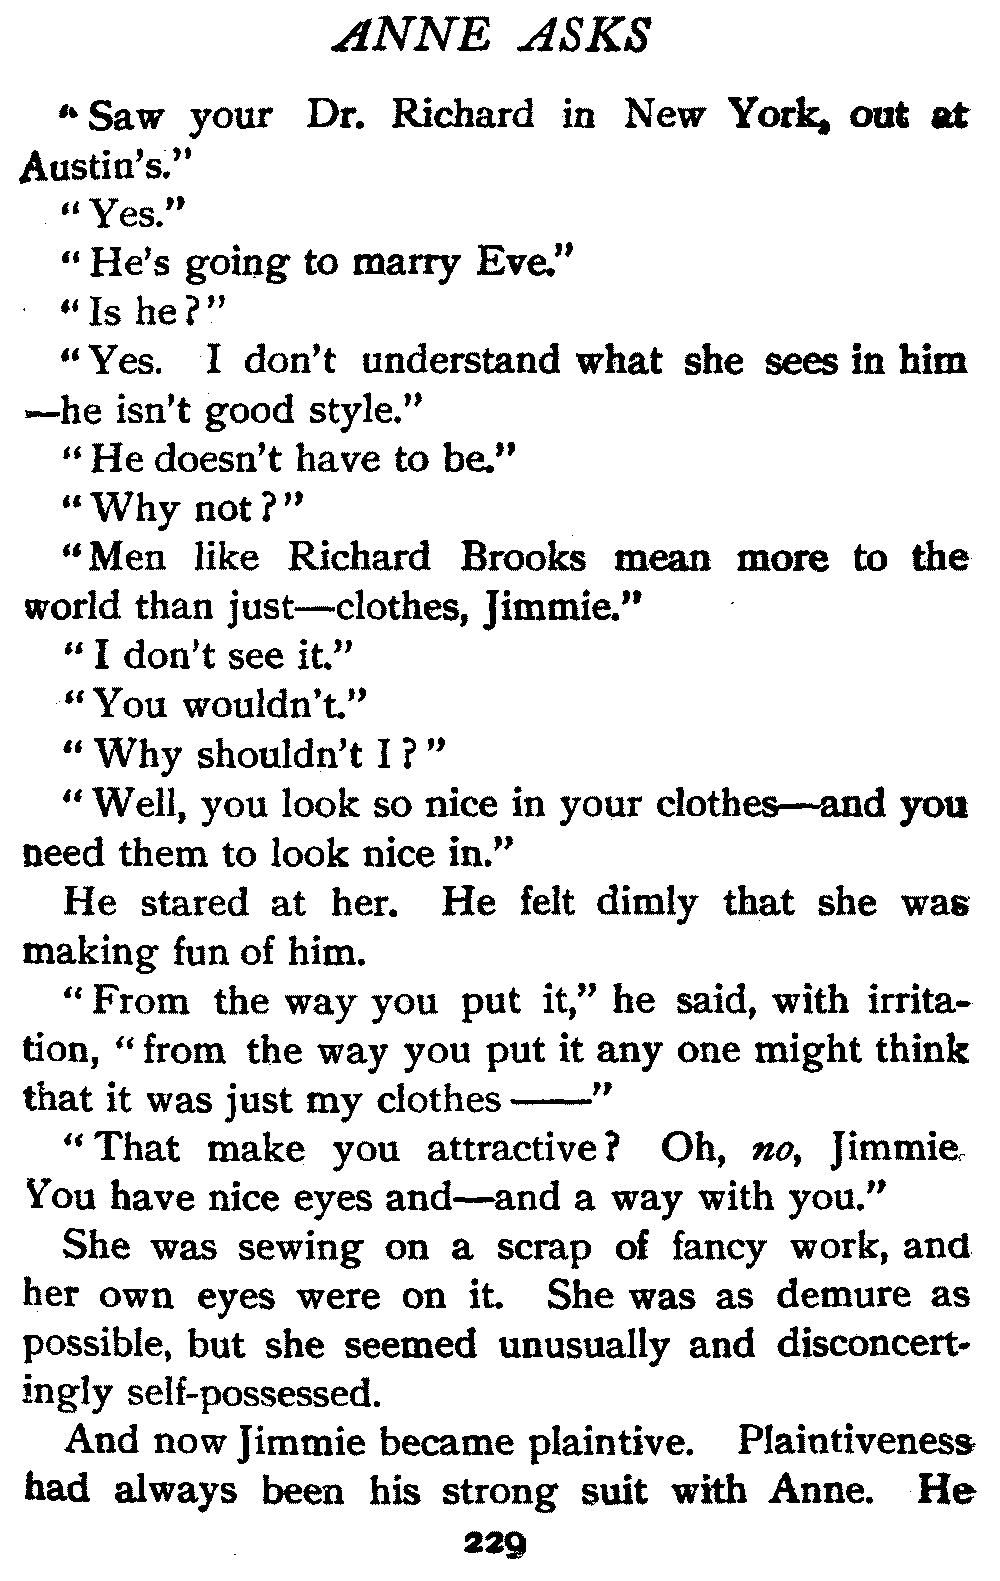 ANNE ASKS
"Saw your Dr. Richard in New York, out at
Austin's."
"Yes."
"He's going to marry Eve."
"Is he?"
"Yes. I don't understand what she sees in him
—he isn't good style."
"He doesn't have to be."
"Why not?"
"Men like Richard Brooks mean more to the
world than just—clothes, Jimmie."
"I don't see it."
"You wouldn't."
"Why shouldn't I?"
"Well, you look so nice in your clothes—and you
need them to look nice in."
He stared at her. He felt dimly that she was
making fun of him.
"From the way you put it," he said, with irrita-
tion, "from the way you put it any one might think
that it was just my clothes ——"
"That make you attractive? Oh, no, Jimmie.
You have nice eyes and—and a way with you."
She was sewing on a scrap of fancy work, and
her own eyes were on it. She was as demure as
possible, but she seemed unusually and disconcert-
ingly self-possessed.
And now Jimmie became plaintive. Plaintiveness
had always been his strong suit with Anne. He
229